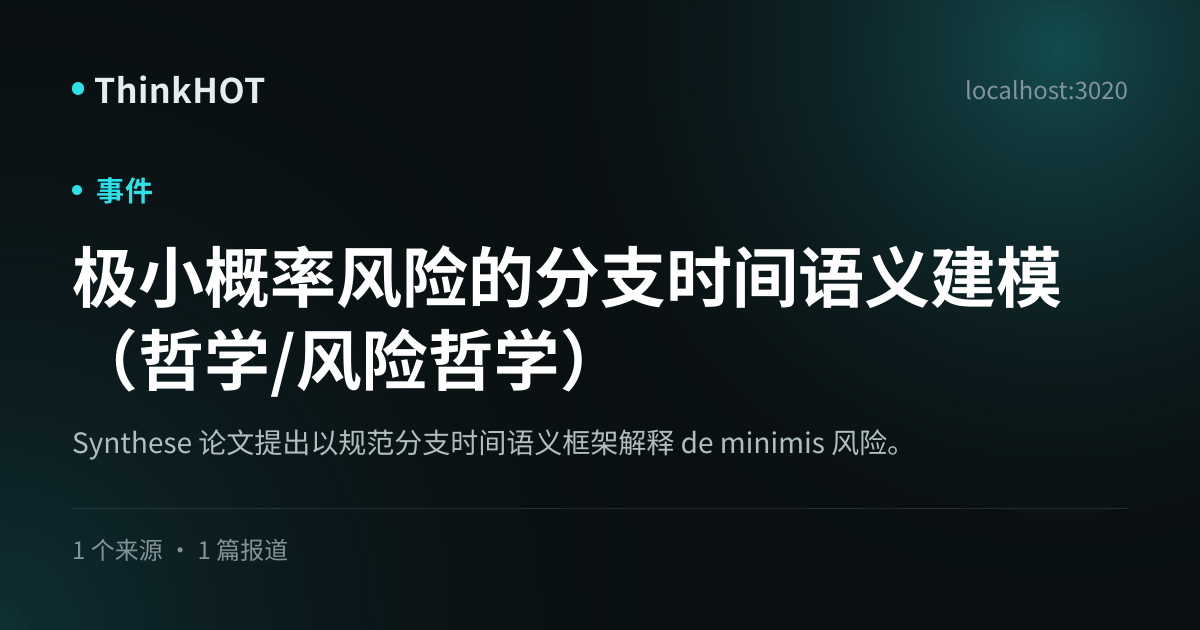 ThinkHOT
localhost:3020
事件
极小概率风险的分支时间语义建模
（哲学/风险哲学）
Synthese 论文提出以规范分支时间语义框架解释 de minimis 风险。
1 个来源 · 1 篇报道